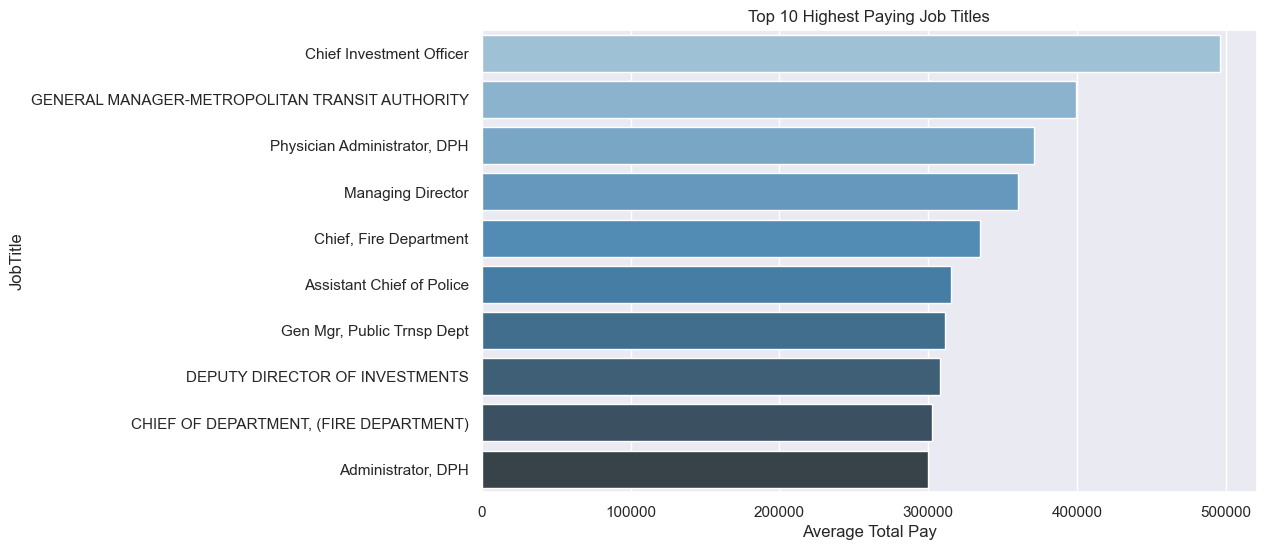 Top 10 Highest Paying Job Titles
JobTitle
Chief Investment Officer
GENERAL MANAGER-METROPOLITAN TRANSIT AUTHORITY
Physician Administrator, DPH
Managing Director
Chief, Fire Department
Assistant Chief of Police
Gen Mgr, Public Trnsp Dept
DEPUTY DIRECTOR OF INVESTMENTS
CHIEF OF DEPARTMENT, (FIRE DEPARTMENT)
Administrator, DPH
0 100000 200000 300000 400000 500000
Average Total Pay